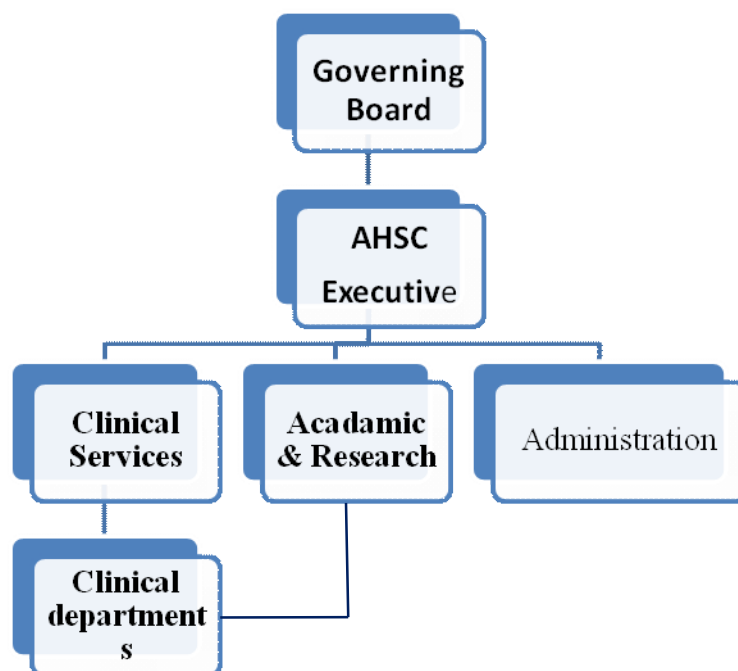 Governing
Board
AHSC
Executive
Clinical
Services
Acadamic
& Research
Administration
Clinical
department
s